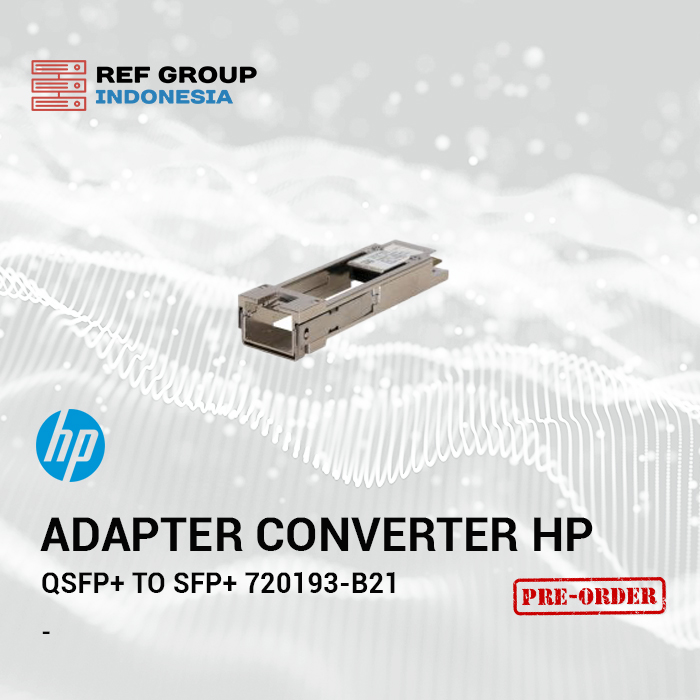 REF GROUP
INDONESIA
hp
ADAPTER CONVERTER HP
QSFP+ TO SFP+ 720193-B21
PRE-ORDER
-